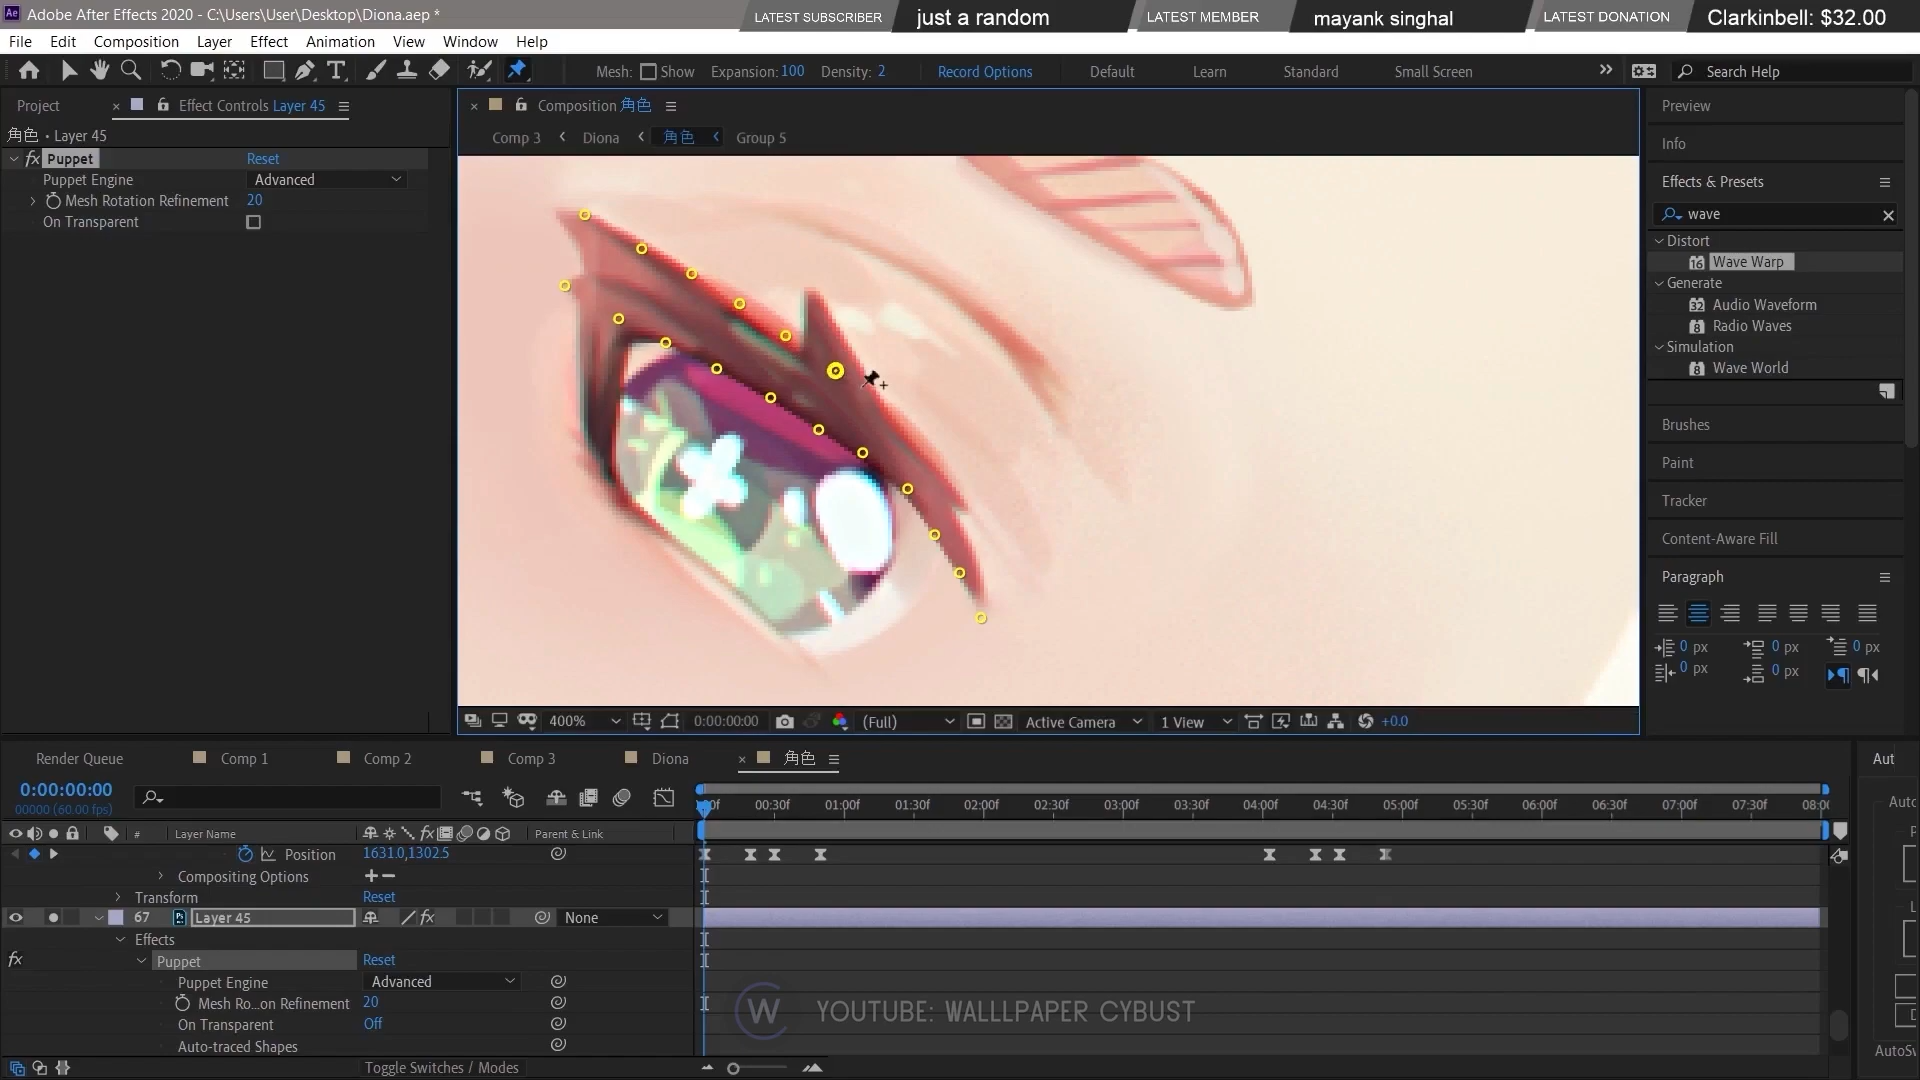 Adobe After Effects 2020 - C:\Users\User\Desktop\Diona.aep *
LATEST SUBSCRIBER just a random LATEST MEMBER mayank singhal LATEST DONATION Clarkinbell: $32.00
File Edit Composition Layer Effect Animation View Window Help
Mesh: Show Expansion: 100 Density: 2 Record Options Default Learn Standard Small Screen Search Help
Project Effect Controls Layer 45
角色 • Layer 45
fx Puppet Reset
Puppet Engine Advanced
Mesh Rotation Refinement 20
On Transparent
Composition 角色
Comp 3 Diona 角色 Group 5
400% 0:00:00:00 (Full) Active Camera 1 View +0.0
Preview
Info
Effects & Presets
wave
Distort
16 Wave Warp
Generate
32 Audio Waveform
8 Radio Waves
Simulation
8 Wave World
Brushes
Paint
Tracker
Content-Aware Fill
Paragraph
0 px 0 px 0 px
0 px 0 px
Render Queue Comp 1 Comp 2 Comp 3 Diona 角色
0:00:00:00
00000 (60.00 fps)
00:30f 01:00f 01:30f 02:00f 02:30f 03:00f 03:30f 04:00f 04:30f 05:00f 05:30f 06:00f 06:30f 07:00f 07:30f
# Layer Name Parent & Link
Position 1631.0,1302.5
Compositing Options
Transform Reset
67 Layer 45 fx None
Effects
fx Puppet Reset
Puppet Engine Advanced
Mesh Ro...on Refinement 20
On Transparent Off
Auto-traced Shapes
Toggle Switches / Modes
W YOUTUBE: WALLLPAPER CYBUST